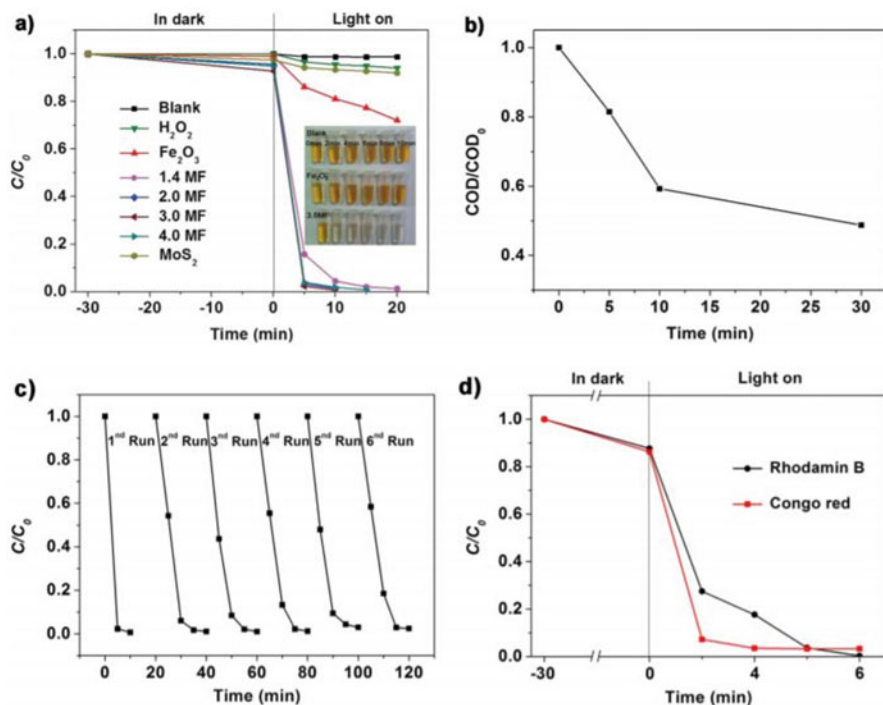 a)
In dark
Light on
1.0
0.8
0.6
0.4
0.2
0.0
C/C₀
Blank
H₂O₂
Fe₂O₃
1.4 MF
2.0 MF
3.0 MF
4.0 MF
MoS₂
Blank
0min 2min 4min
10min
Fe₂O₃
3.0MF
-30 -20 -10 0 10 20
Time (min)
b)
1.0
0.8
0.6
0.4
COD/COD₀
0 5 10 15 20 25 30
Time (min)
c)
1.0
0.8
0.6
0.4
0.2
0.0
C/C₀
1ⁿᵈ Run 2ⁿᵈ Run 3ⁿᵈ Run 4ⁿᵈ Run 5ⁿᵈ Run 6ⁿᵈ Run
0 20 40 60 80 100 120
Time (min)
d)
In dark
Light on
1.0
0.8
0.6
0.4
0.2
0.0
C/C₀
Rhodamin B
Congo red
-30 0 2 4 6
Time (min)